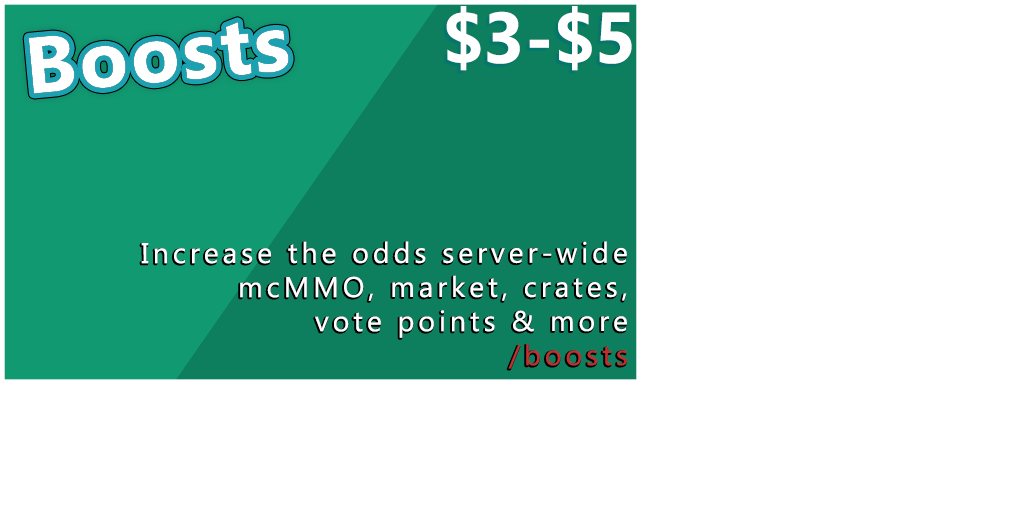 Boosts
$3-$5
Increase the odds server-wide
mcMMO, market, crates,
vote points & more
/boosts